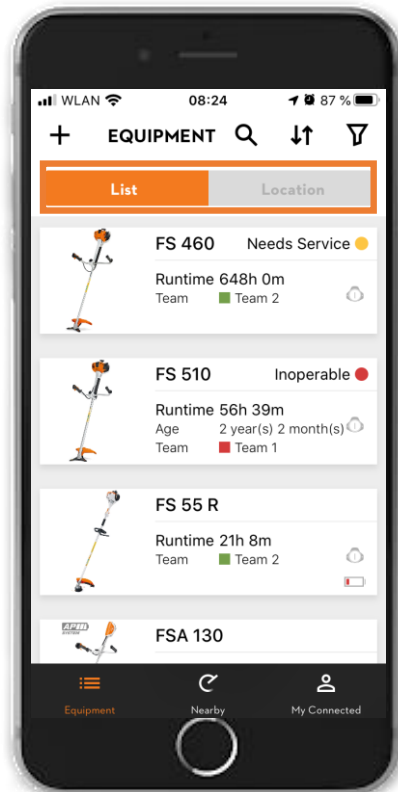 WLAN 08:24 87 %
EQUIPMENT
List Location
FS 460 Needs Service
Runtime 648h 0m
Team Team 2
FS 510 Inoperable
Runtime 56h 39m
Age 2 year(s) 2 month(s)
Team Team 1
FS 55 R
Runtime 21h 8m
Team Team 2
FSA 130
Equipment Nearby My Connected